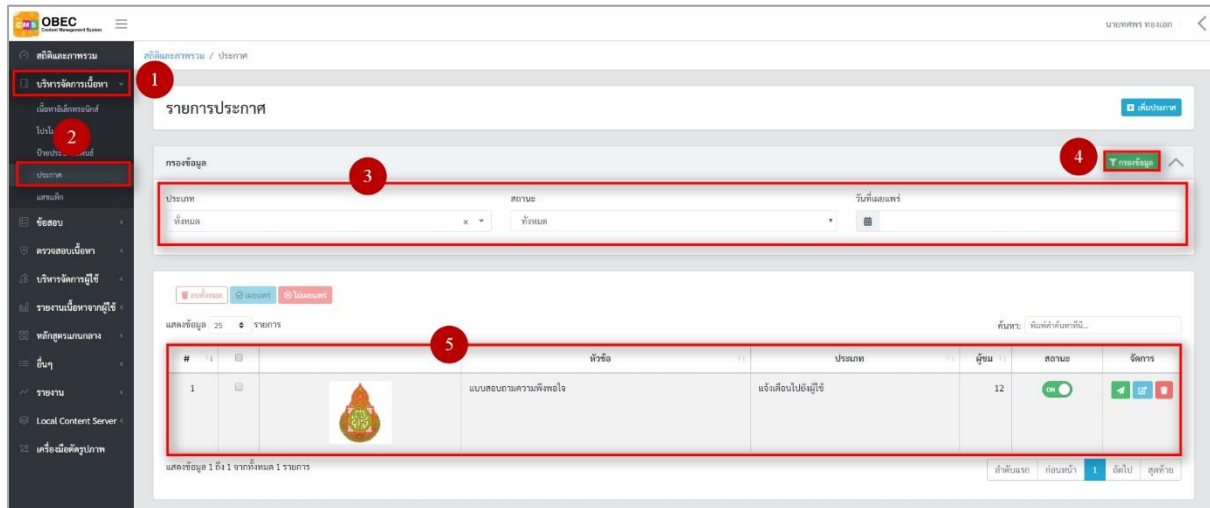 CMS OBEC
Content Management System
นายทศพร ทองเยก
สถิติและภาพรวม
สถิติและภาพรวม / ประกาศ
บริหารจัดการเนื้อหา
1
เนื้อหาอิเล็กทรอนิกส์
รายการประกาศ
เพิ่มประกาศ
2
ประกาศ
แฮชแท็ก
กรองข้อมูล
4
กรองข้อมูล
3
ประเภท
สถานะ
วันที่เผยแพร่
ทั้งหมด
ทั้งหมด
ข้อสอบ
ตรวจสอบเนื้อหา
บริหารจัดการผู้ใช้
รายงานเนื้อหาจากผู้ใช้
หลักสูตรแกนกลาง
อื่นๆ
รายงาน
Local Content Server
เครื่องมือตัดรูปภาพ
ลบทั้งหมด
เผยแพร่
ไม่เผยแพร่
แสดงข้อมูล 25 รายการ
ค้นหา: พิมพ์คำค้นหาที่นี่...
5
# หัวข้อ ประเภท ผู้ชม สถานะ จัดการ
1 แบบสอบถามความพึงพอใจ แจ้งเตือนไปยังผู้ใช้ 12 ON
แสดงข้อมูล 1 ถึง 1 จากทั้งหมด 1 รายการ
ลำดับแรก ก่อนหน้า 1 ถัดไป สุดท้าย